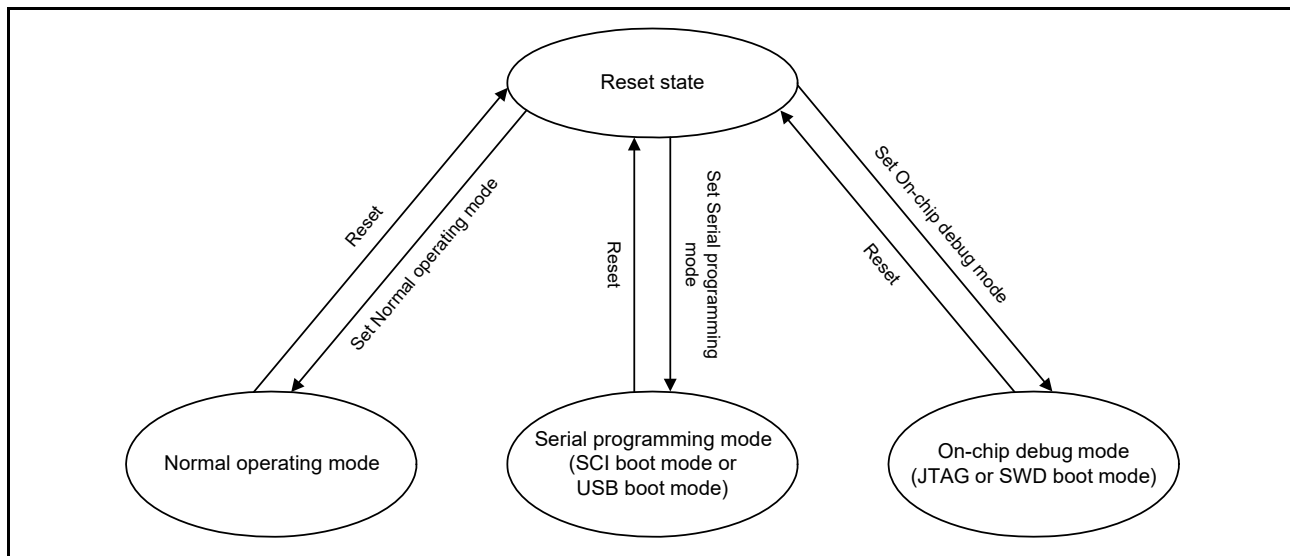 Reset state
Reset
Set Normal operating mode
Reset
Set Serial programming
mode
Set On-chip debug mode
Reset
Normal operating mode
Serial programming mode
(SCI boot mode or
USB boot mode)
On-chip debug mode
(JTAG or SWD boot mode)